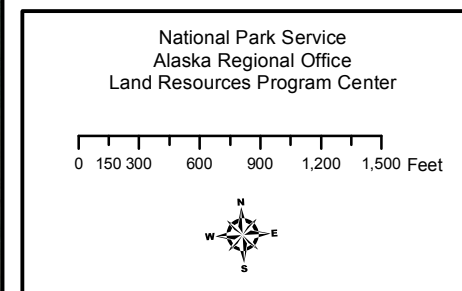 National Park Service
Alaska Regional Office
Land Resources Program Center
0 150 300 600 900 1,200 1,500 Feet
N
W E
S